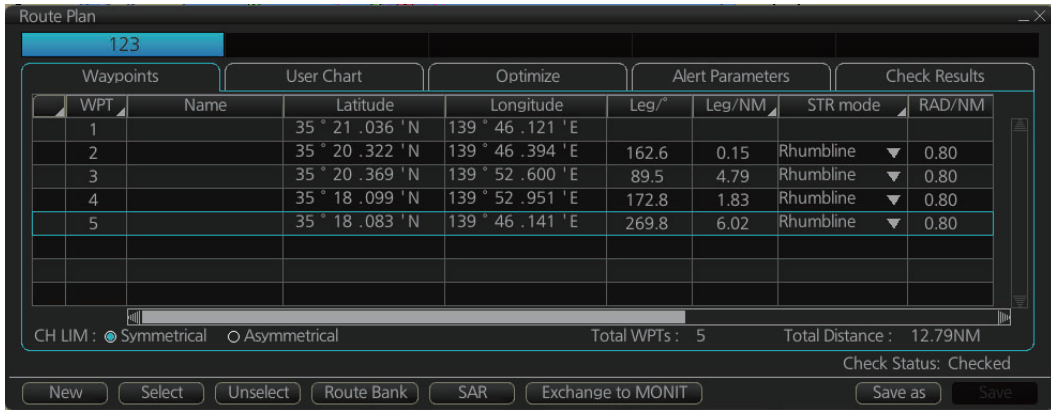 Route Plan
123
Waypoints User Chart Optimize Alert Parameters Check Results
WPT Name Latitude Longitude Leg/° Leg/NM STR mode RAD/NM
1 35 ° 21 .036 ' N 139 ° 46 .121 ' E
2 35 ° 20 .322 ' N 139 ° 46 .394 ' E 162.6 0.15 Rhumbline 0.80
3 35 ° 20 .369 ' N 139 ° 52 .600 ' E 89.5 4.79 Rhumbline 0.80
4 35 ° 18 .099 ' N 139 ° 52 .951 ' E 172.8 1.83 Rhumbline 0.80
5 35 ° 18 .083 ' N 139 ° 46 .141 ' E 269.8 6.02 Rhumbline 0.80
CH LIM : Symmetrical Asymmetrical Total WPTs : 5 Total Distance : 12.79NM
Check Status: Checked
New Select Unselect Route Bank SAR Exchange to MONIT Save as Save